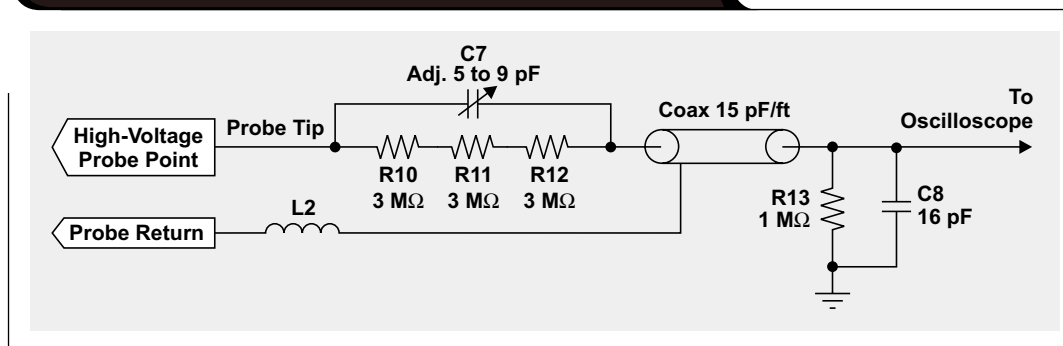 C7
Adj. 5 to 9 pF
High-Voltage
Probe Point
Probe Tip
R10
3 MΩ
R11
3 MΩ
R12
3 MΩ
Coax 15 pF/ft
To
Oscilloscope
R13
1 MΩ
C8
16 pF
L2
Probe Return